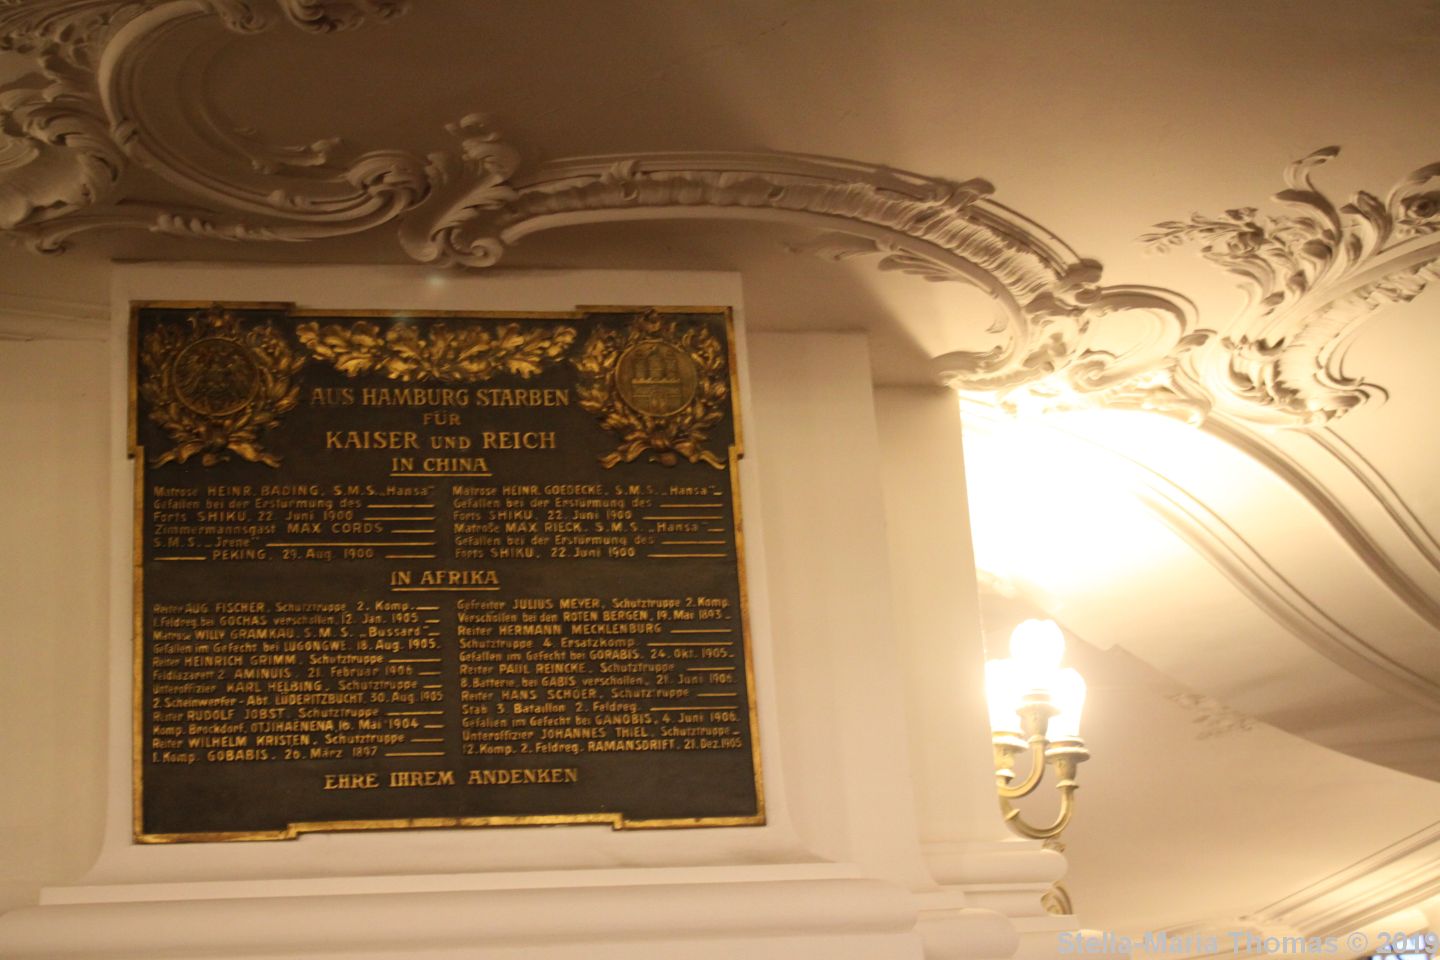 AUS HAMBURG STARBEN
FÜR
KAISER UND REICH
IN CHINA
Matrose HEINR. BADING, S.M.S. „Hansa"
Gefallen bei der Erstürmung des
Forts SHIKU, 22. Juni 1900
Zimmermannsgast MAX CORDS
S.M.S. „Jrene"
PEKING, 29. Aug. 1900
Matrose HEINR. GOEDECKE, S.M.S. „Hansa"
Gefallen bei der Erstürmung des
Forts SHIKU, 22. Juni 1900
Matrose MAX RIECK, S.M.S. „Hansa"
Gefallen bei der Erstürmung des
Forts SHIKU, 22. Juni 1900
IN AFRIKA
Reiter AUG. FISCHER, Schutztruppe, 2. Komp.
1. Feldreg. bei GOCHAS verschollen, 12. Jan. 1905
Matrose WILLY GRAMKAU, S.M.S. „Bussard"
Gefallen im Gefecht bei LUGONGWE, 18. Aug. 1905.
Reiter HEINRICH GRIMM, Schutztruppe
Feldlazarett 2. AMINUIS, 21. Februar 1906
Unteroffizier KARL HELBING, Schutztruppe
2. Scheinwerfer-Abt. LÜDERITZBUCHT, 30. Aug. 1905
Reiter RUDOLF JOBST, Schutztruppe
Komp. Brockdorf, OTJIHAENENA, 16. Mai 1904
Reiter WILHELM KRISTEN, Schutztruppe
1. Komp. GOBABIS, 26. März 1897
Gefreiter JULIUS MEYER, Schutztruppe 2. Komp.
Verschollen bei den ROTEN BERGEN, 19. Mai 1893
Reiter HERMANN MECKLENBURG
Schutztruppe 4. Ersatzkomp.
Gefallen im Gefecht bei GORABIS, 24. Okt. 1905.
Reiter PAUL REINCKE, Schutztruppe
8. Batterie, bei GABIS verschollen, 21. Juni 1906.
Reiter HANS SCHÖER, Schutztruppe
Stab 3. Bataillon 2. Feldreg.
Gefallen im Gefecht bei GANOBIS, 4. Juni 1906.
Unteroffizier JOHANNES THIEL, Schutztruppe
12. Komp. 2. Feldreg. RAMANSDRIFT, 21. Dez. 1905
EHRE IHREM ANDENKEN
Stella-Maria Thomas © 2019